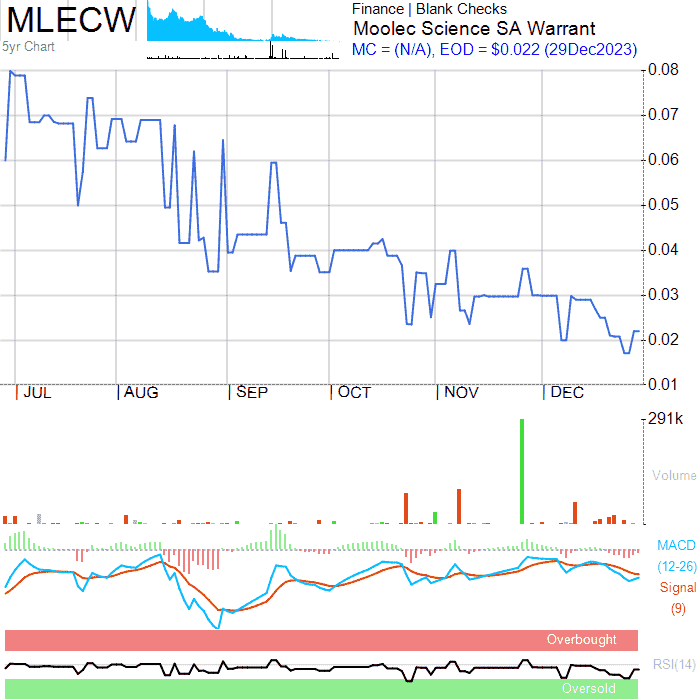 MLECW
5yr Chart
Finance | Blank Checks
Moolec Science SA Warrant
MC = (N/A), EOD = $0.022 (29Dec2023)
0.08
0.07
0.06
0.05
0.04
0.03
0.02
0.01
JUL AUG SEP OCT NOV DEC
291k
Volume
MACD
(12-26)
Signal
(9)
Overbought
RSI(14)
Oversold